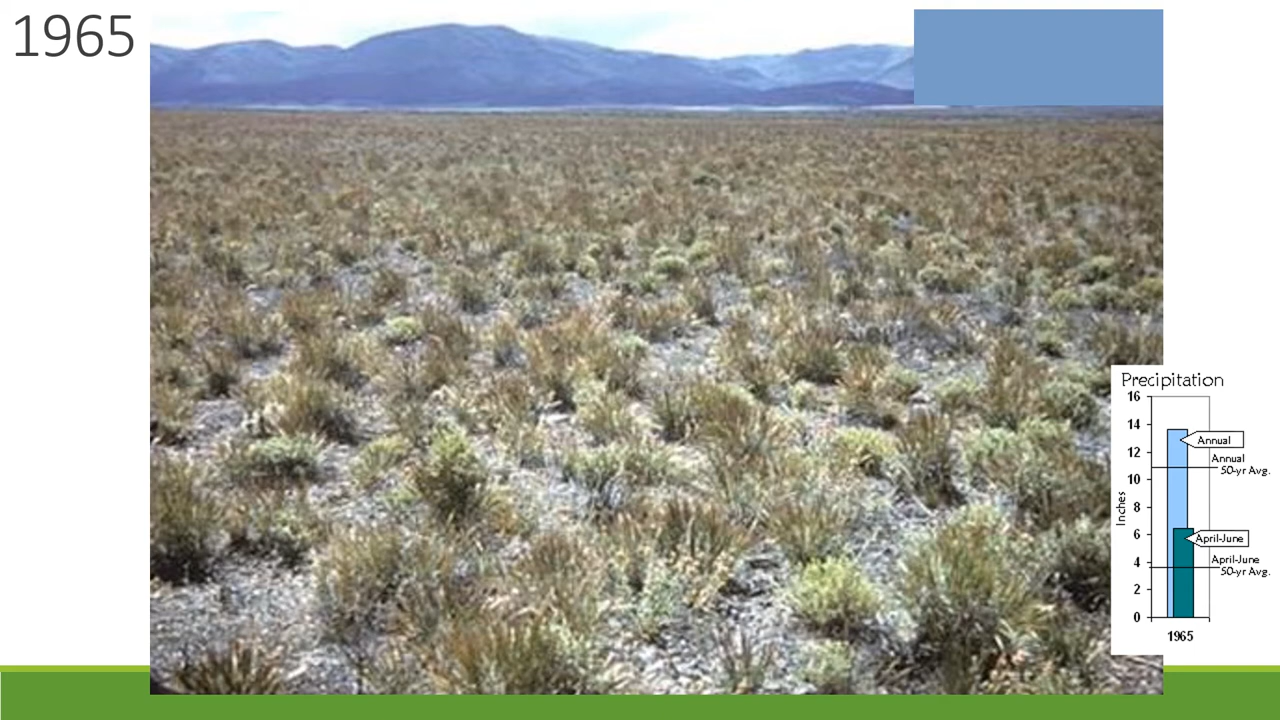 1965
Precipitation
16
14
12
10
8
6
4
2
0
Inches
Annual
Annual
50-yr Avg.
April-June
April-June
50-yr Avg.
1965